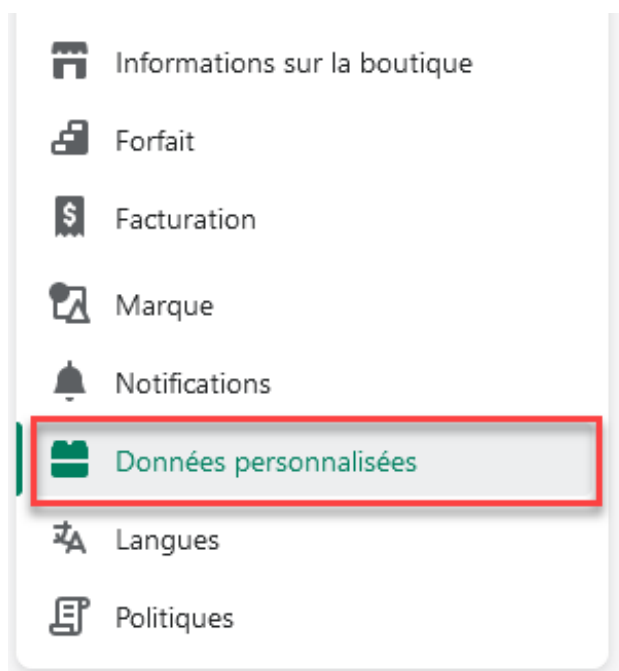 Informations sur la boutique
Forfait
$
Facturation
Marque
Notifications
Données personnalisées
Langues
Politiques